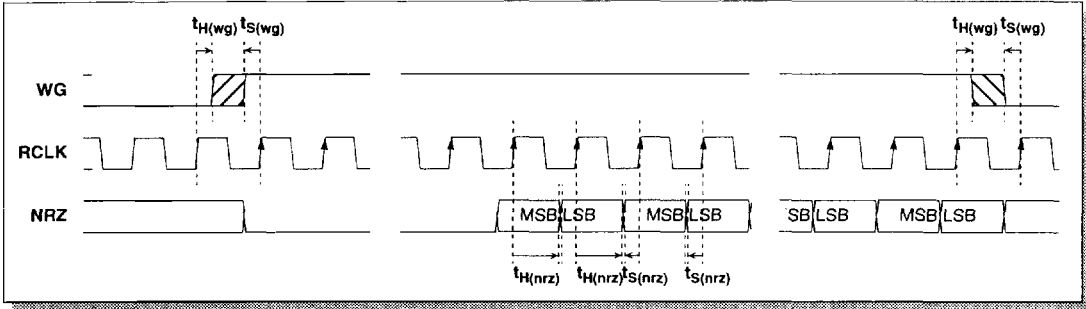 tH(wg) tS(wg) tH(wg) tS(wg)
WG
RCLK
NRZ MSB LSB MSB LSB SB LSB MSB LSB
tH(nrz) tH(nrz) tS(nrz) tS(nrz)